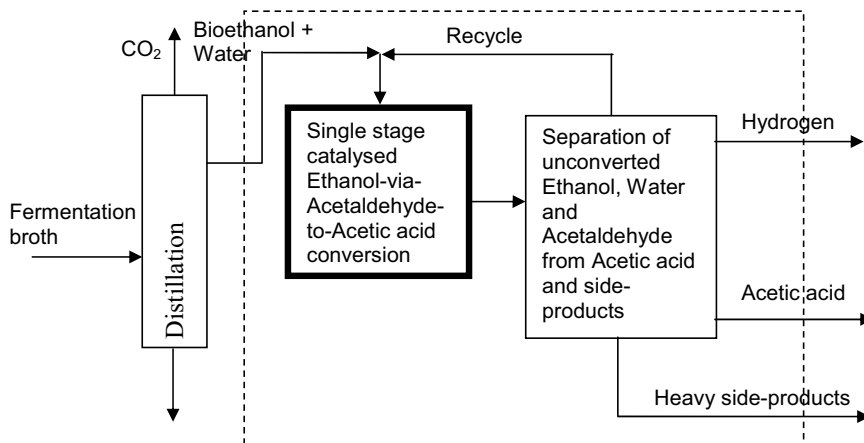 Bioethanol +
Water
CO₂
Recycle
Fermentation
broth
Distillation
Single stage
catalysed
Ethanol-via-
Acetaldehyde-
to-Acetic acid
conversion
Separation of
unconverted
Ethanol, Water
and
Acetaldehyde
from Acetic acid
and side-
products
Hydrogen
Acetic acid
Heavy side-products